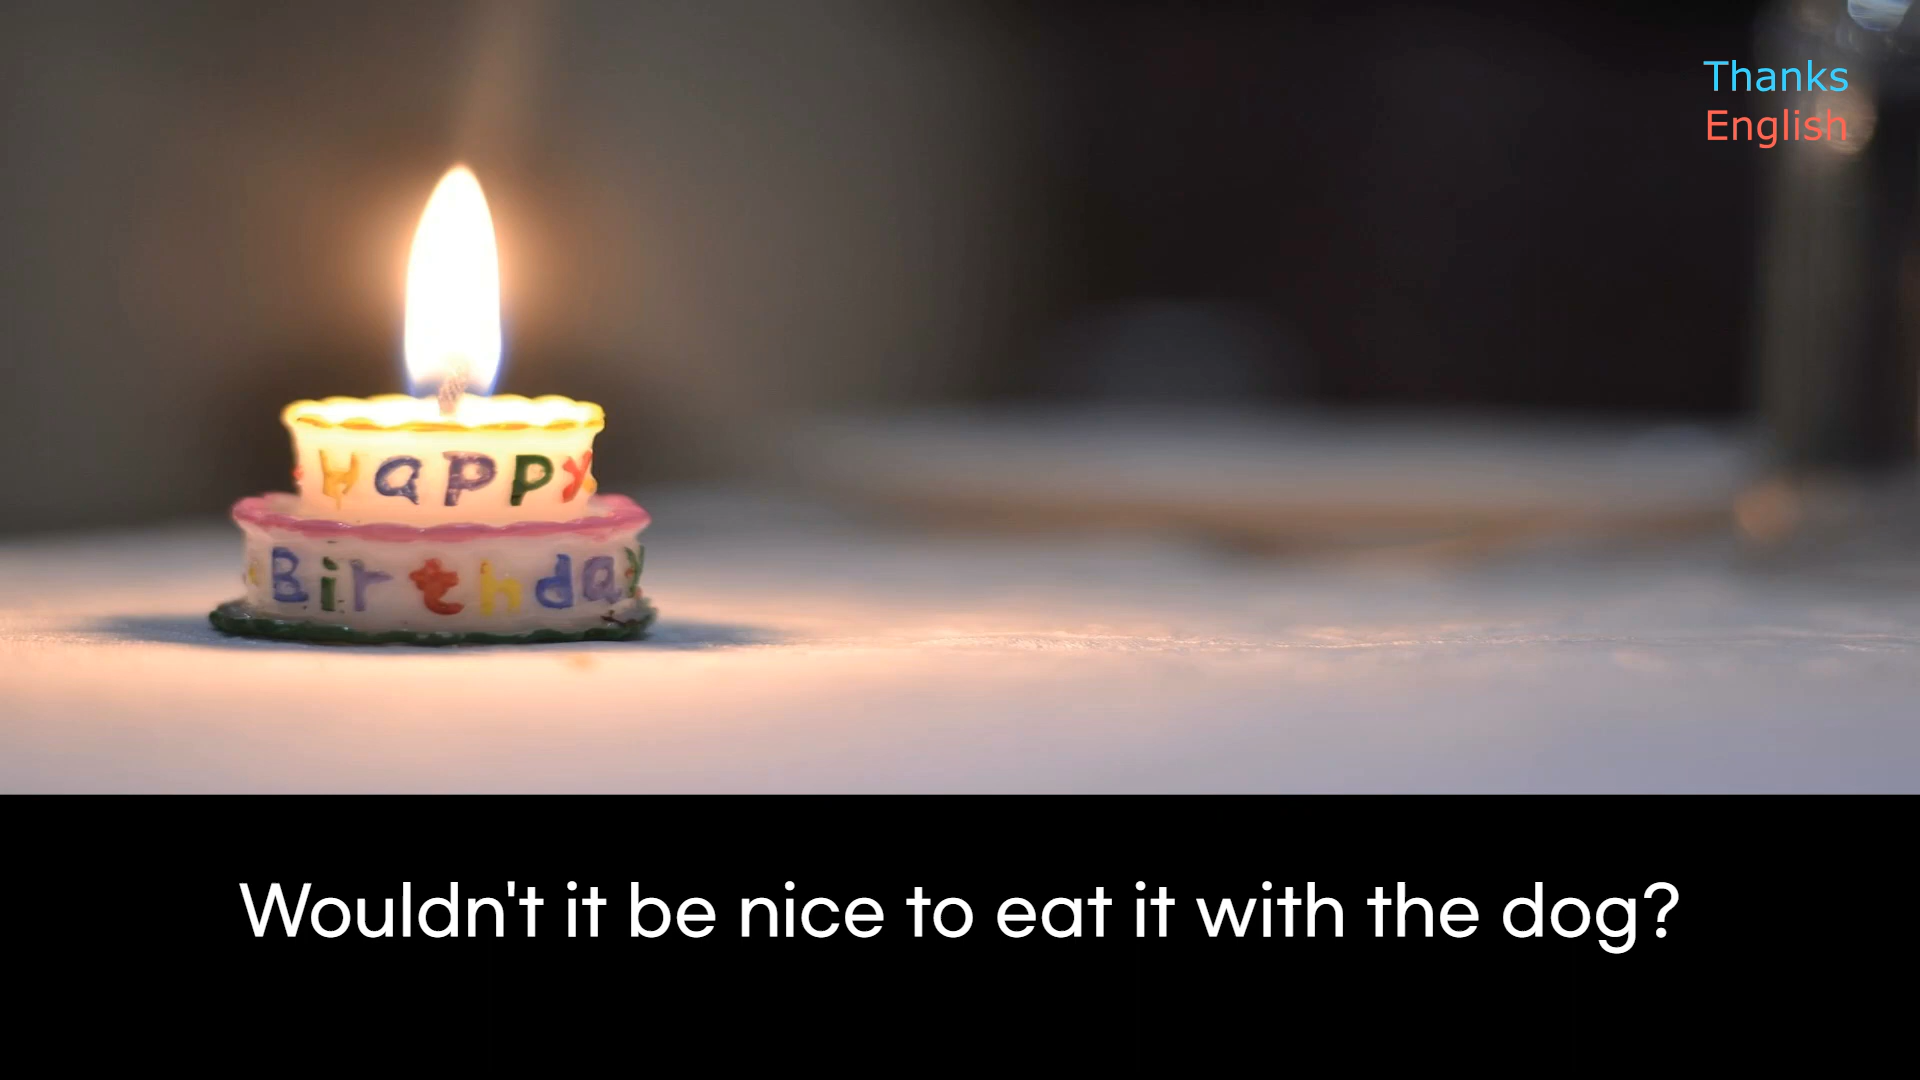 Thanks
English
Happy
Birthday
Wouldn't it be nice to eat it with the dog?